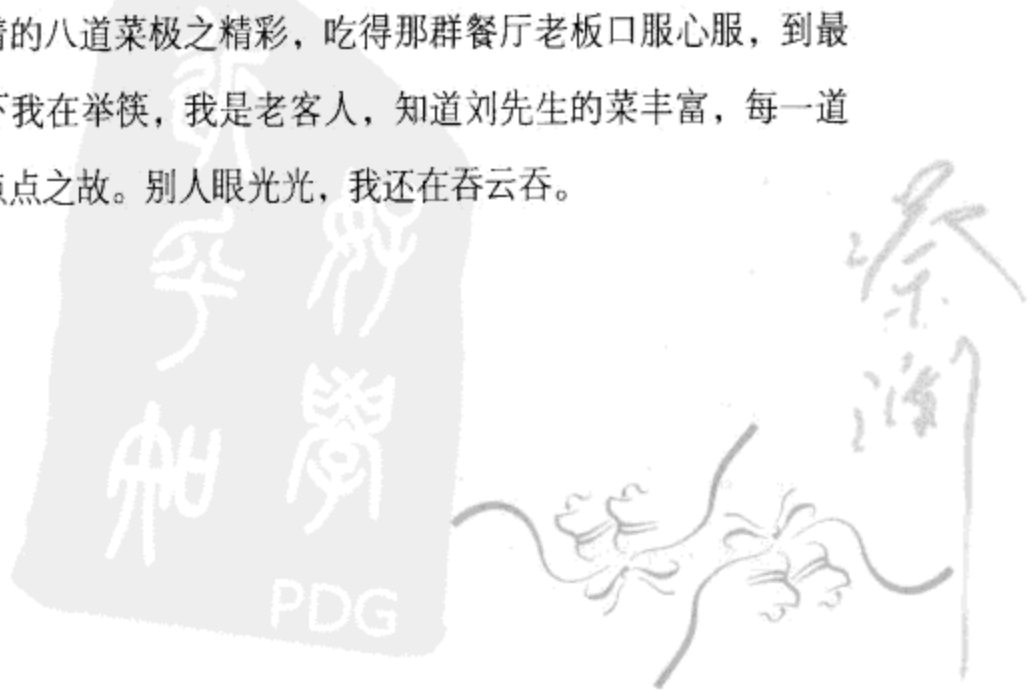 的八道菜极之精彩，吃得那群餐厅老板口服心服，到最
我在举筷，我是老客人，知道刘先生的菜丰富，每一道
点之故。别人眼光光，我还在吞云吞。
蔡澜
PDG